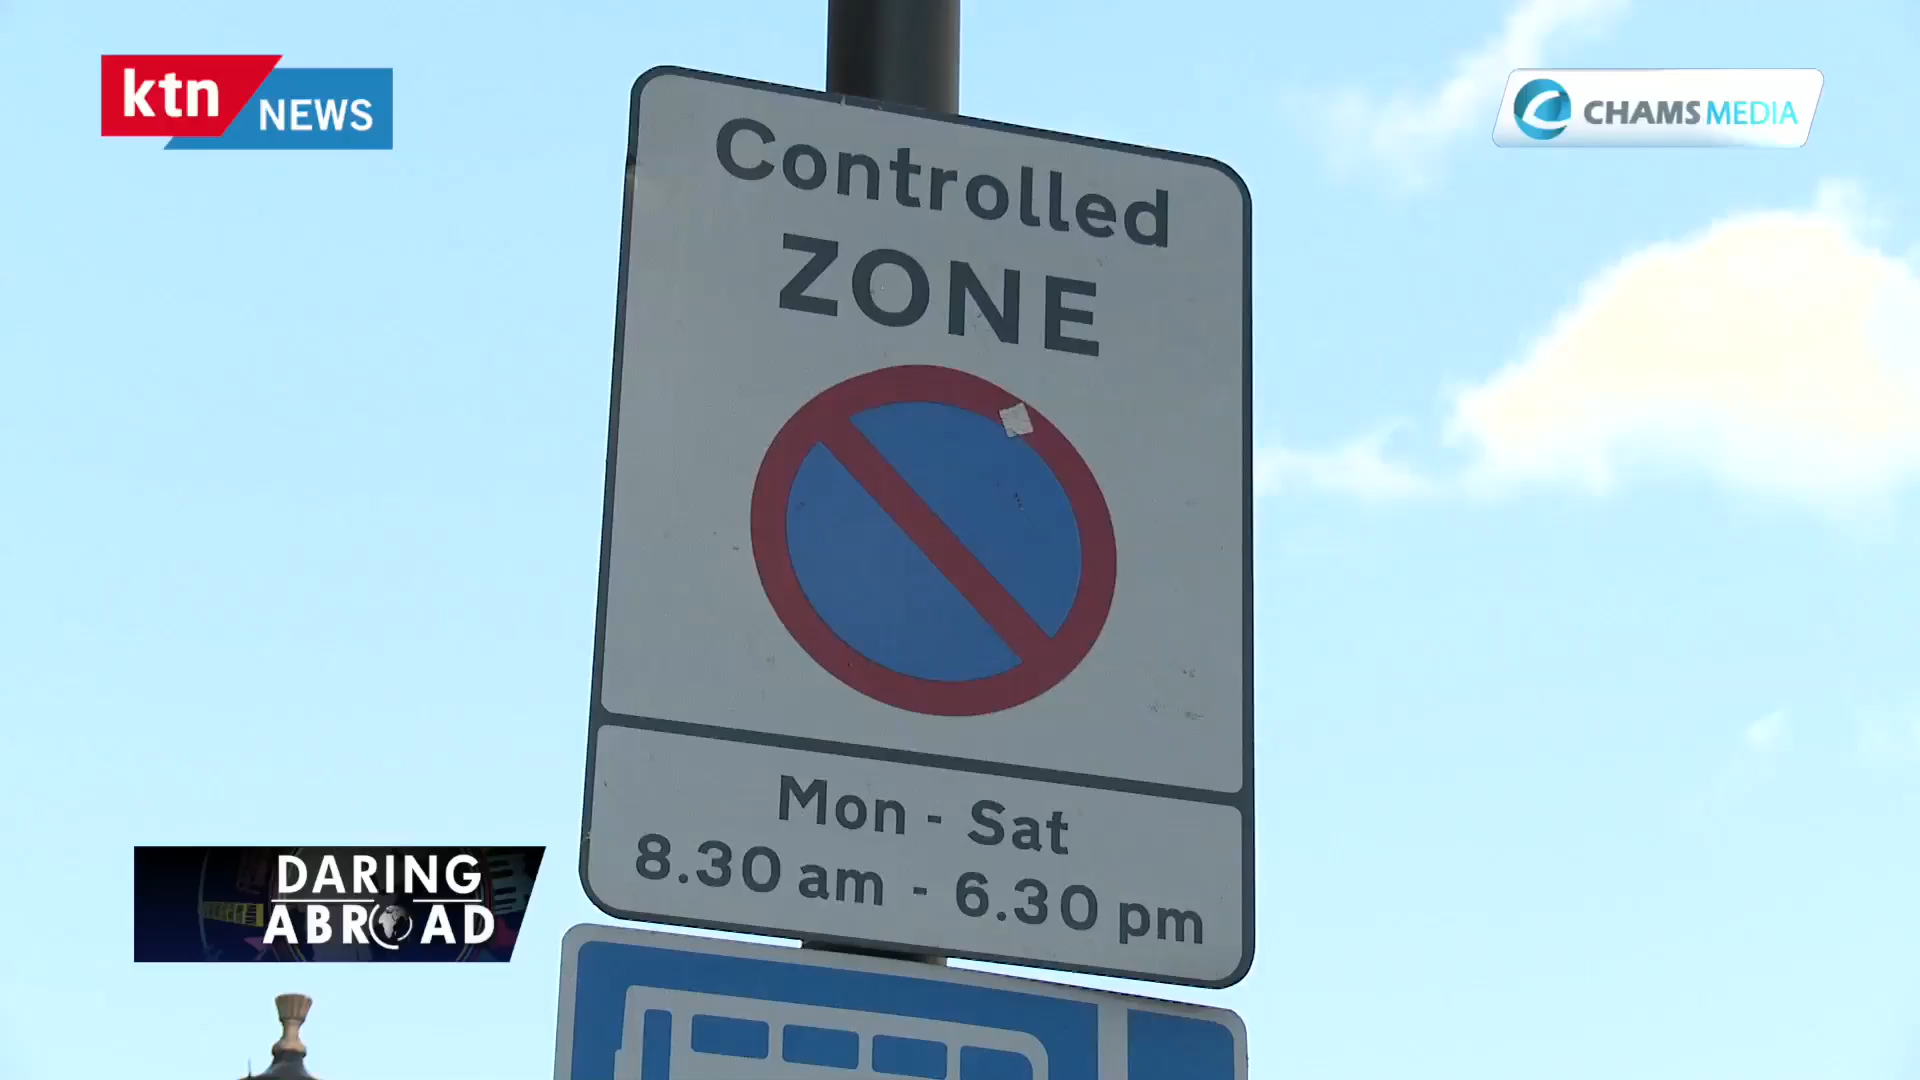 ktn
NEWS
CHAMS MEDIA
Controlled
ZONE
Mon - Sat
8.30 am - 6.30 pm
DARING
ABROAD